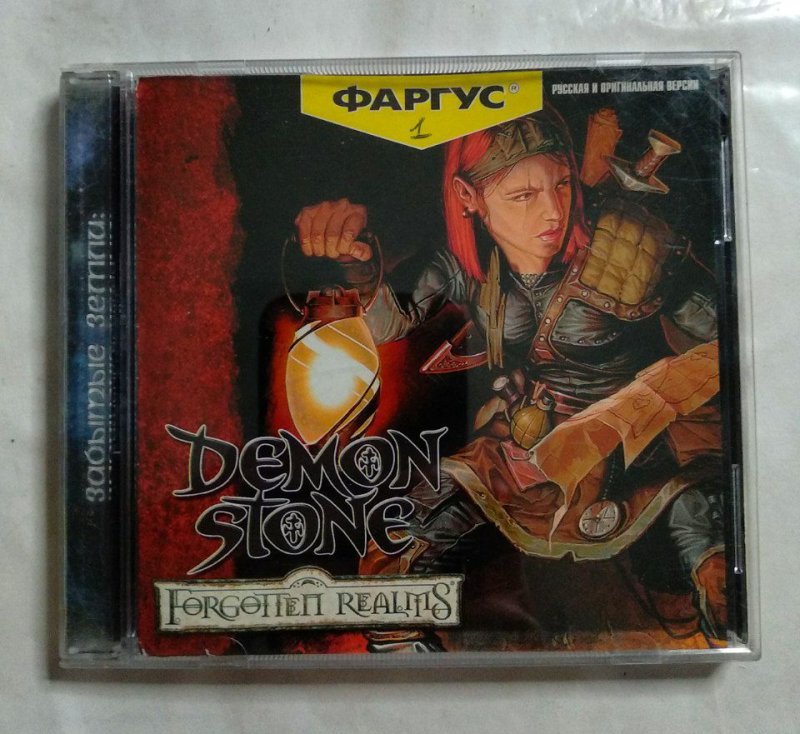 ФАРГУС®
1
РУССКАЯ И ОРИГИНАЛЬНАЯ ВЕРСИИ
забытые земли:
DEMON
STONE
FORGOTTEN REALMS®